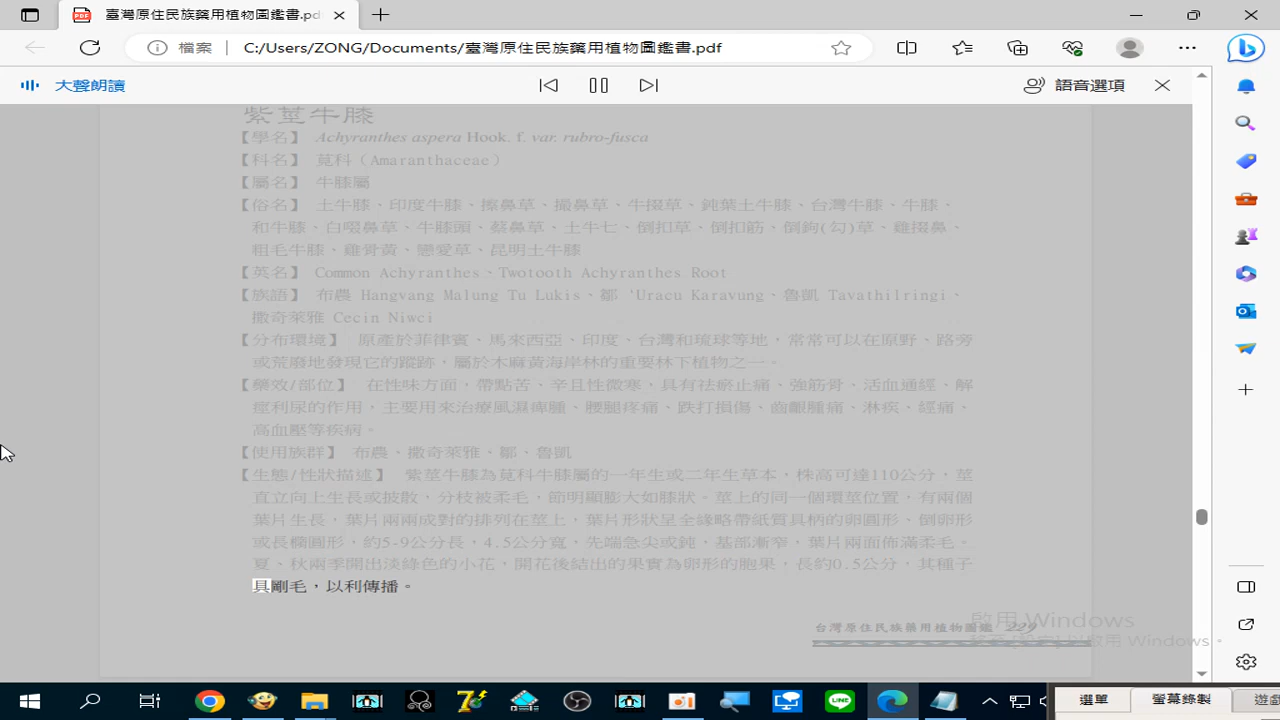 臺灣原住民族藥用植物圖鑑書.pd
檔案
C:/Users/ZONG/Documents/臺灣原住民族藥用植物圖鑑書.pdf
大聲朗讀
語音選項
紫莖牛膝
【學名】 Achyranthes aspera Hook. f. var. rubro-fusca
【科名】 莧科（Amaranthaceae）
【屬名】 牛膝屬
【俗名】 土牛膝、印度牛膝、擦鼻草、撮鼻草、牛掇草、鈍葉土牛膝、台灣牛膝、牛膝、
和牛膝、白啜鼻草、牛膝頭、蔡鼻草、土牛七、倒扣草、倒扣筋、倒鉤(勾)草、雞掇鼻、
粗毛牛膝、雞骨黃、戀愛草、昆明土牛膝
【英名】 Common Achyranthes、Twotooth Achyranthes Root
【族語】 布農 Hangvang Malung Tu Lukis、鄒 'Uracu Karavung、魯凱 Tavathilringi、
撒奇萊雅 Cecin Niwci
【分布環境】 原產於菲律賓、馬來西亞、印度、台灣和琉球等地，常常可以在原野、路旁
或荒廢地發現它的蹤跡，屬於木麻黃海岸林的重要林下植物之一。
【藥效/部位】 在性味方面，帶點苦、辛且性微寒，具有祛瘀止痛、強筋骨、活血通經、解
痙利尿的作用，主要用來治療風濕痺腫、腰腿疼痛、跌打損傷、齒齦腫痛、淋疾、經痛、
高血壓等疾病。
【使用族群】 布農、撒奇萊雅、鄒、魯凱
【生態/性狀描述】 紫莖牛膝為莧科牛膝屬的一年生或二年生草本，株高可達110公分，莖
直立向上生長或披散，分枝被柔毛，節明顯膨大如膝狀。莖上的同一個環莖位置，有兩個
葉片生長，葉片兩兩成對的排列在莖上，葉片形狀呈全緣略帶紙質具柄的卵圓形、倒卵形
或長橢圓形，約5-9公分長，4.5公分寬，先端急尖或鈍，基部漸窄，葉片兩面佈滿柔毛。
夏、秋兩季開出淡綠色的小花，開花後結出的果實為卵形的胞果，長約0.5公分，其種子
具剛毛，以利傳播。
台灣原住民族藥用植物圖鑑 229
啟用 Windows
移至 [設定] 以啟用 Windows。
選單
螢幕錄製
遊戲